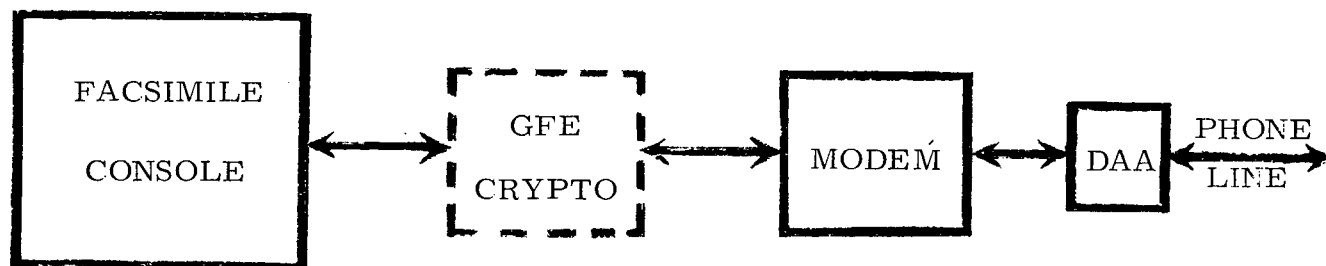 FACSIMILE
CONSOLE
GFE
CRYPTO
MODEM
DAA
PHONE
LINE